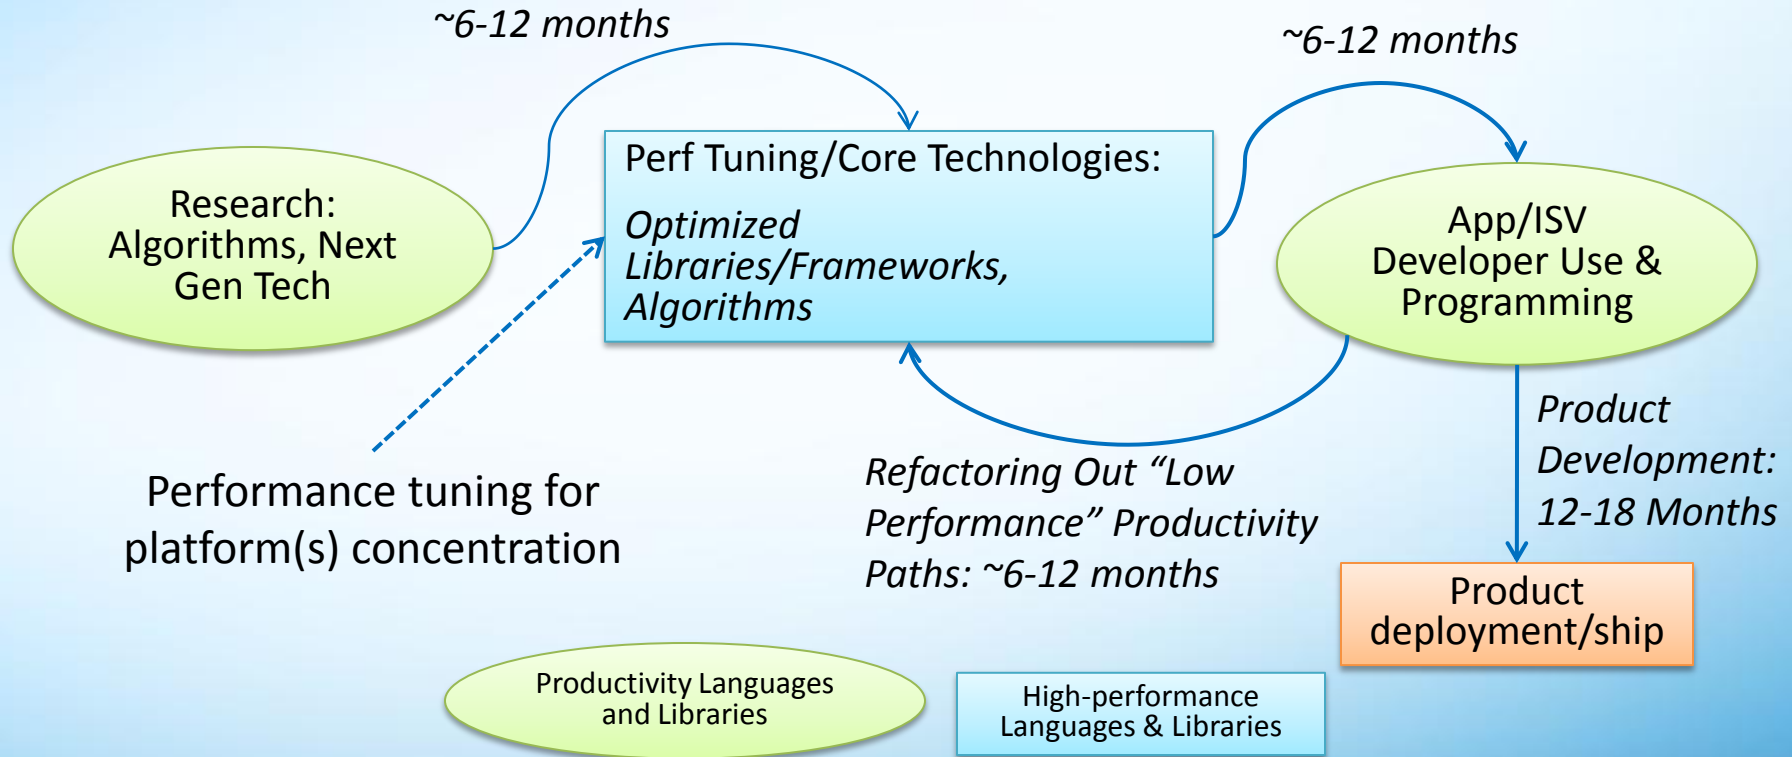 ~6-12 months
~6-12 months
Research:
Algorithms, Next
Gen Tech
Perf Tuning/Core Technologies:
Optimized
Libraries/Frameworks,
Algorithms
App/ISV
Developer Use &
Programming
Performance tuning for
platform(s) concentration
Refactoring Out “Low
Performance” Productivity
Paths: ~6-12 months
Product
Development:
12-18 Months
Product
deployment/ship
Productivity Languages
and Libraries
High-performance
Languages & Libraries